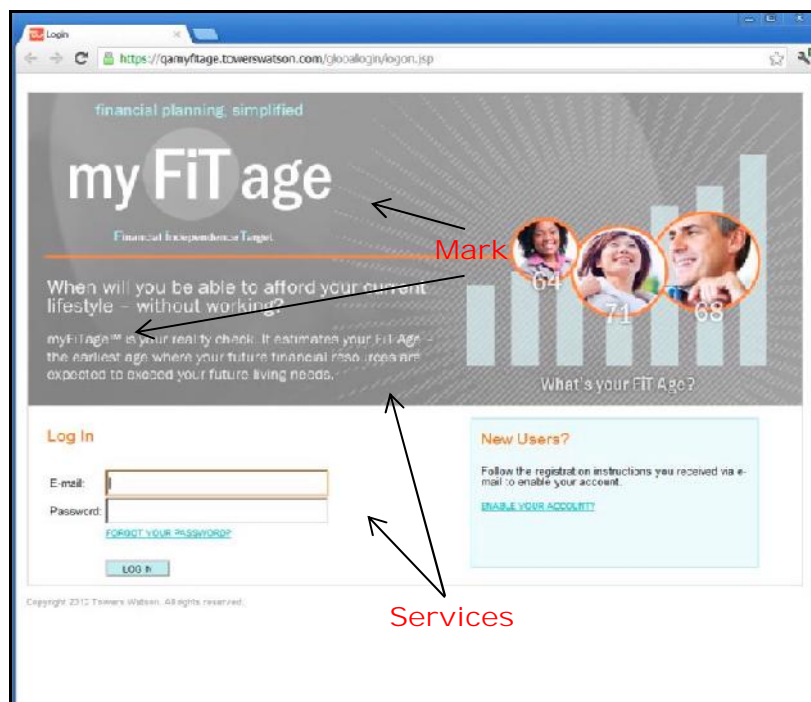 Login
https://qamyfitage.towerswatson.com/globallogin/logon.jsp
financial planning, simplified
my FiT age
Financial Independence Target
Mark
64
71
68
When will you be able to afford your current
lifestyle – without working?
myFiTage™ is your reality check. It estimates your FiT Age –
the earliest age where your future financial resources are
expected to exceed your future living needs.
What's your FiT Age?
Log In
E-mail:
Password:
FORGOT YOUR PASSWORD?
LOG IN
New Users?
Follow the registration instructions you received via e-
mail to enable your account.
ENABLE YOUR ACCOUNT?
Services
Copyright 2012 Towers Watson. All rights reserved.